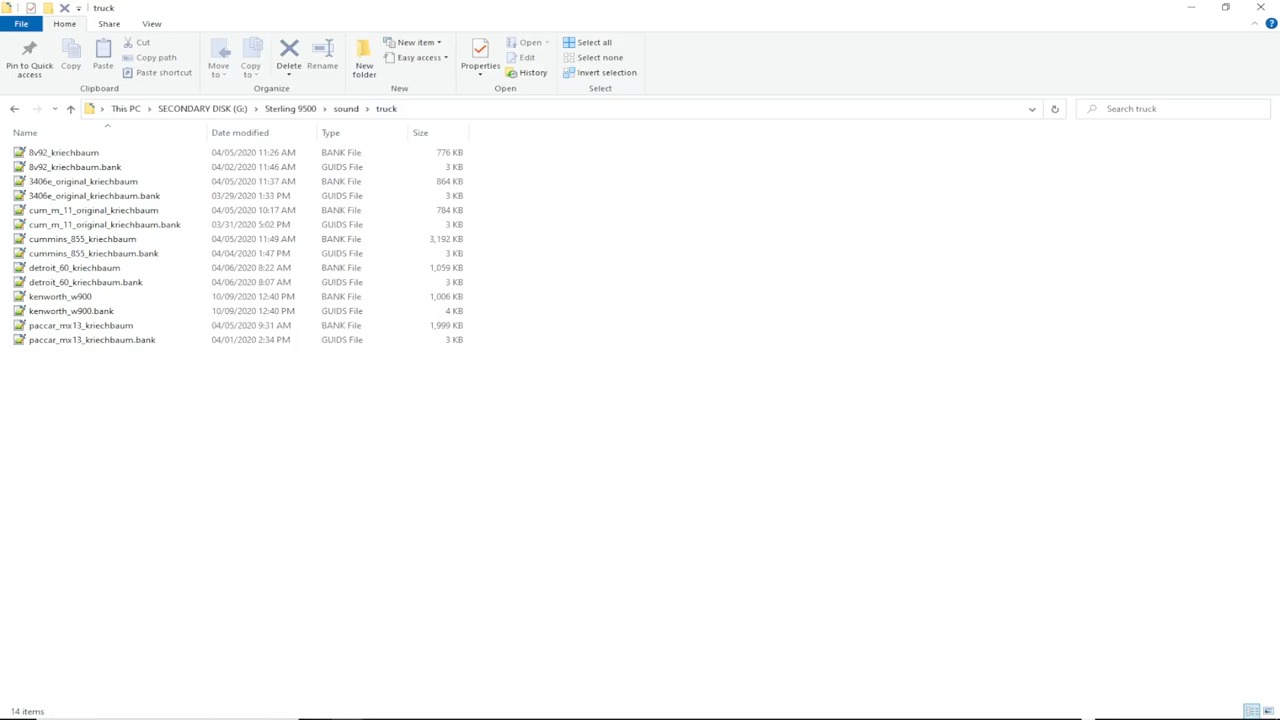 truck
File Home Share View
Pin to Quick access
Copy
Paste
Cut
Copy path
Paste shortcut
Clipboard
Move to
Copy to
Delete
Rename
Organize
New folder
New item
Easy access
New
Properties
Open
Edit
History
Open
Select all
Select none
Invert selection
Select
This PC > SECONDARY DISK (G:) > Sterling 9500 > sound > truck
Search truck
Name Date modified Type Size
8v92_kriechbaum 04/05/2020 11:26 AM BANK File 776 KB
8v92_kriechbaum.bank 04/02/2020 11:46 AM GUIDS File 3 KB
3406e_original_kriechbaum 04/05/2020 11:37 AM BANK File 864 KB
3406e_original_kriechbaum.bank 03/29/2020 1:33 PM GUIDS File 3 KB
cum_m_11_original_kriechbaum 04/05/2020 10:17 AM BANK File 784 KB
cum_m_11_original_kriechbaum.bank 03/31/2020 5:02 PM GUIDS File 3 KB
cummins_855_kriechbaum 04/05/2020 11:49 AM BANK File 3,192 KB
cummins_855_kriechbaum.bank 04/04/2020 1:47 PM GUIDS File 3 KB
detroit_60_kriechbaum 04/06/2020 8:22 AM BANK File 1,059 KB
detroit_60_kriechbaum.bank 04/06/2020 8:07 AM GUIDS File 3 KB
kenworth_w900 10/09/2020 12:40 PM BANK File 1,006 KB
kenworth_w900.bank 10/09/2020 12:40 PM GUIDS File 4 KB
paccar_mx13_kriechbaum 04/05/2020 9:31 AM BANK File 1,999 KB
paccar_mx13_kriechbaum.bank 04/01/2020 2:34 PM GUIDS File 3 KB
14 items